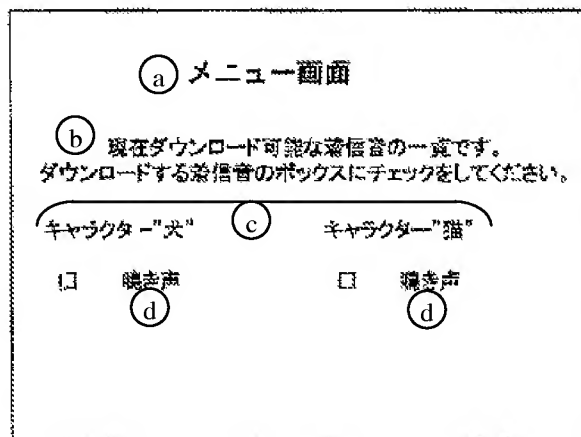 a メニュー画面
b 現在ダウンロード可能な着信音の一覧です。
ダウンロードする着信音のボックスにチェックをしてください。
c
キャラクター"犬" キャラクター"猫"
□ 鳴き声 □ 鳴き声
d d